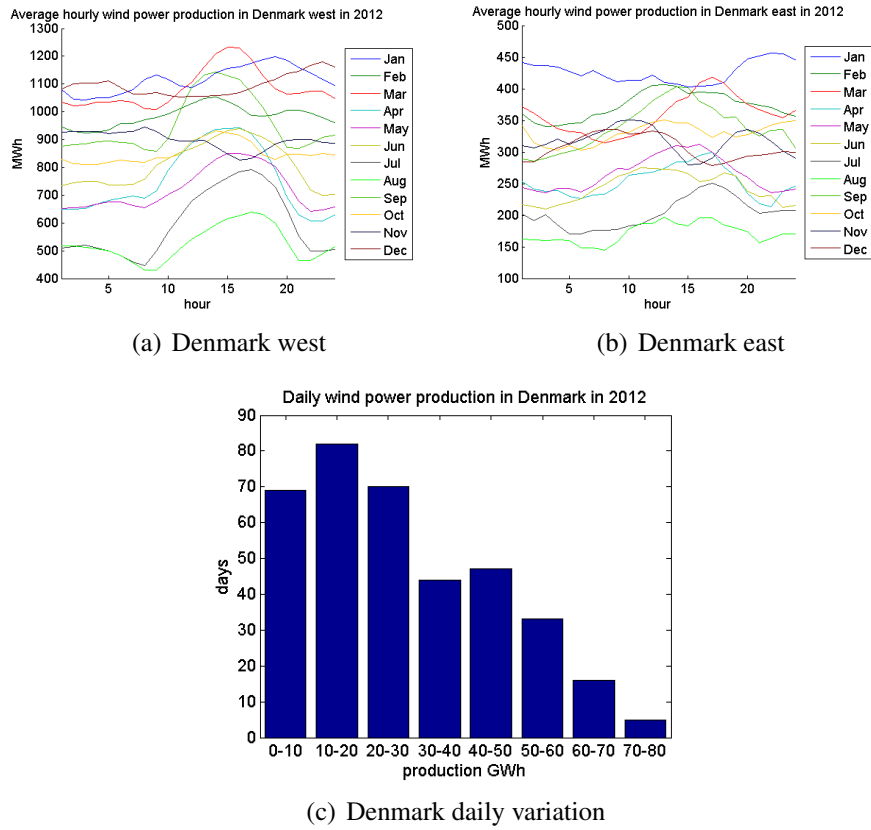 Average hourly wind power production in Denmark west in 2012
1300
1200
1100
1000
900
800
700
600
500
400
MWh
5
10
15
20
hour
Jan
Feb
Mar
Apr
May
Jun
Jul
Aug
Sep
Oct
Nov
Dec
(a) Denmark west
Average hourly wind power production in Denmark east in 2012
450
400
350
300
250
200
150
100
MWh
5
10
15
20
hour
Jan
Feb
Mar
Apr
May
Jun
Jul
Aug
Sep
Oct
Nov
Dec
(b) Denmark east
Daily wind power production in Denmark in 2012
90
80
70
60
50
40
30
20
10
0
days
0-10 10-20 20-30 30-40 40-50 50-60 60-70 70-80
production GWh
(c) Denmark daily variation